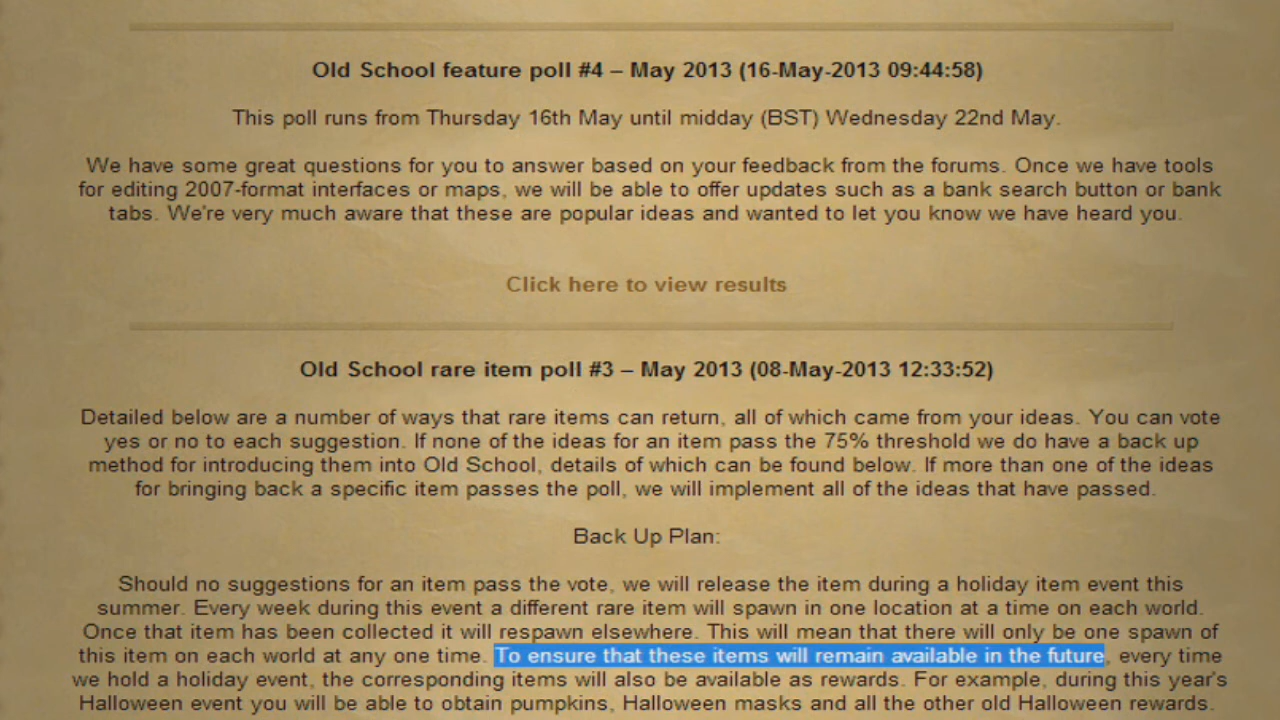 Old School feature poll #4 – May 2013 (16-May-2013 09:44:58)
This poll runs from Thursday 16th May until midday (BST) Wednesday 22nd May.
We have some great questions for you to answer based on your feedback from the forums. Once we have tools
for editing 2007-format interfaces or maps, we will be able to offer updates such as a bank search button or bank
tabs. We're very much aware that these are popular ideas and wanted to let you know we have heard you.
Click here to view results
Old School rare item poll #3 – May 2013 (08-May-2013 12:33:52)
Detailed below are a number of ways that rare items can return, all of which came from your ideas. You can vote
yes or no to each suggestion. If none of the ideas for an item pass the 75% threshold we do have a back up
method for introducing them into Old School, details of which can be found below. If more than one of the ideas
for bringing back a specific item passes the poll, we will implement all of the ideas that have passed.
Back Up Plan:
Should no suggestions for an item pass the vote, we will release the item during a holiday item event this
summer. Every week during this event a different rare item will spawn in one location at a time on each world.
Once that item has been collected it will respawn elsewhere. This will mean that there will only be one spawn of
this item on each world at any one time. To ensure that these items will remain available in the future, every time
we hold a holiday event, the corresponding items will also be available as rewards. For example, during this year's
Halloween event you will be able to obtain pumpkins, Halloween masks and all the other old Halloween rewards.